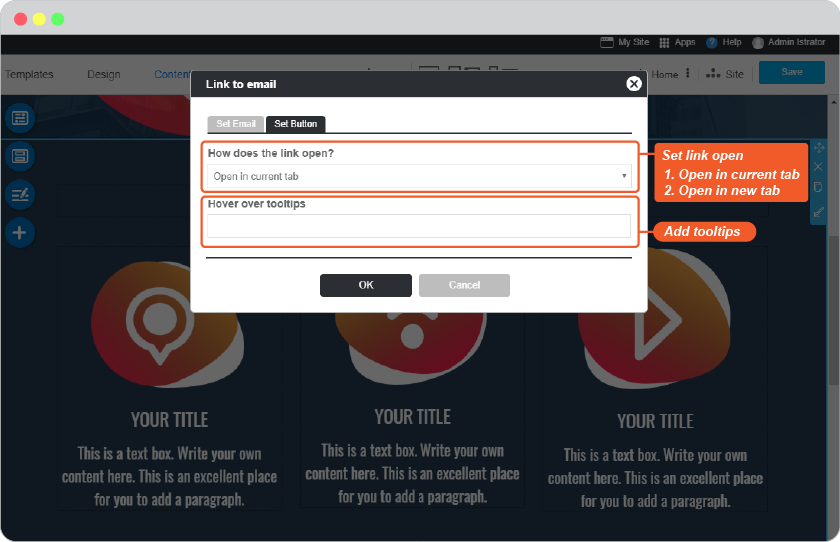 My Site Apps Help Admin Istrator
Templates Design Conten Home Site Save
Link to email
Set Email Set Button
How does the link open?
Open in current tab
Hover over tooltips
OK Cancel
Set link open
1. Open in current tab
2. Open in new tab
Add tooltips
YOUR TITLE
This is a text box. Write your own
content here. This is an excellent place
for you to add a paragraph.
YOUR TITLE
This is a text box. Write your own
content here. This is an excellent place
for you to add a paragraph.
YOUR TITLE
This is a text box. Write your own
content here. This is an excellent place
for you to add a paragraph.